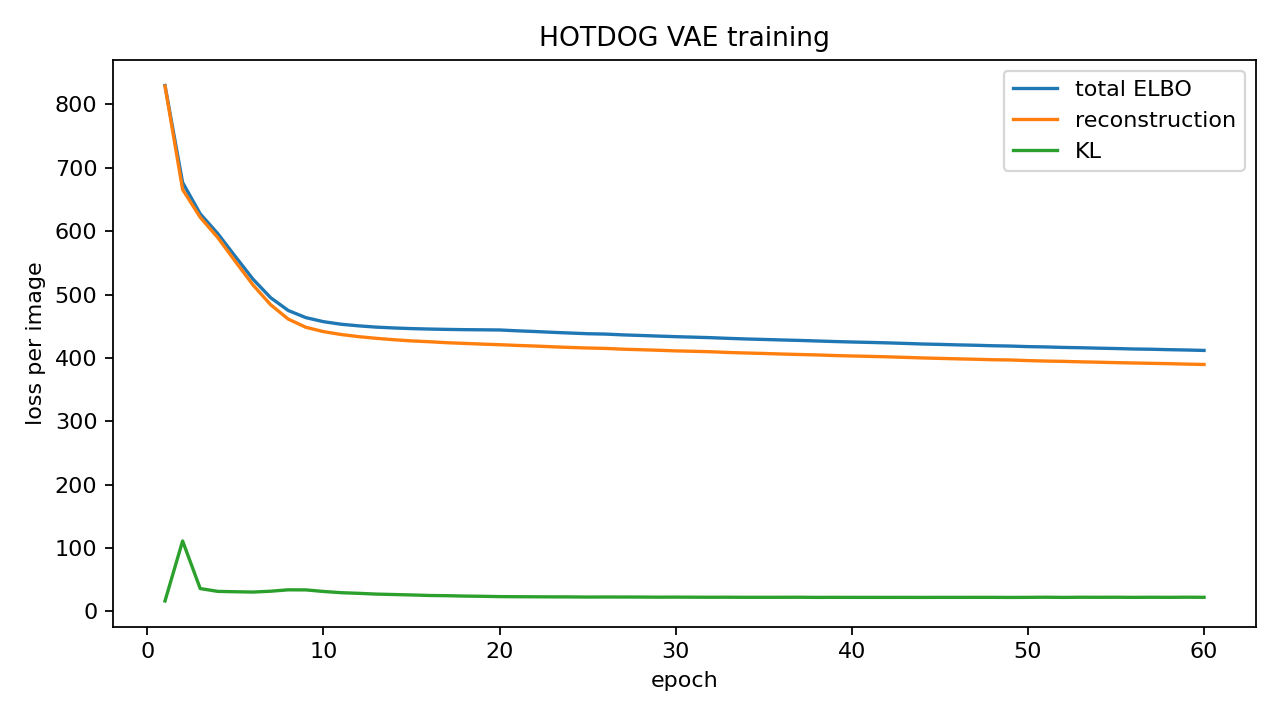 HOTDOG VAE training
total ELBO
reconstruction
KL
loss per image
800
700
600
500
400
300
200
100
0
0 10 20 30 40 50 60
epoch